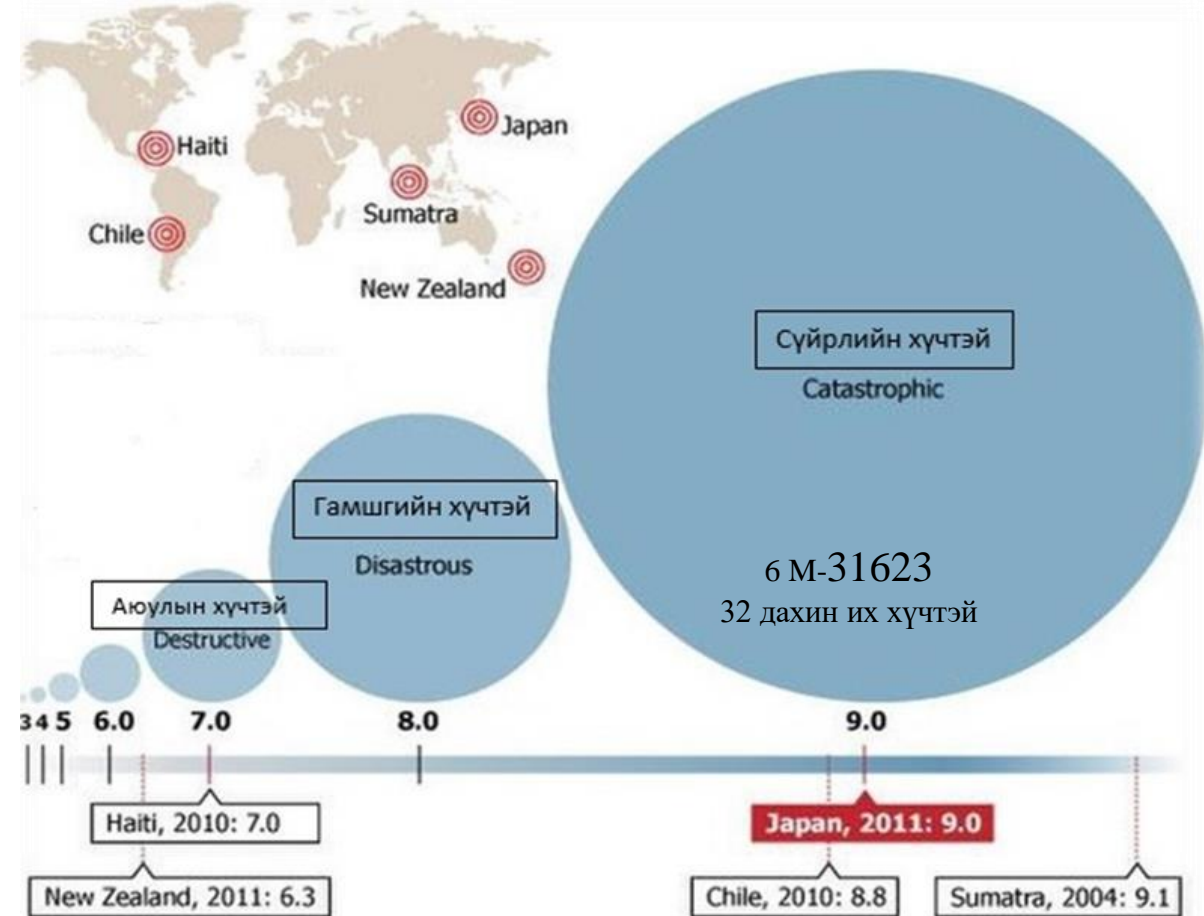 Haiti
Japan
Sumatra
Chile
New Zealand
Сүйрлийн хүчтэй
Catastrophic
Гамшгийн хүчтэй
Disastrous
6 М-31623
32 дахин их хүчтэй
Аюулын хүчтэй
Destructive
3 4 5 6.0 7.0 8.0 9.0
Haiti, 2010: 7.0
Japan, 2011: 9.0
New Zealand, 2011: 6.3
Chile, 2010: 8.8
Sumatra, 2004: 9.1